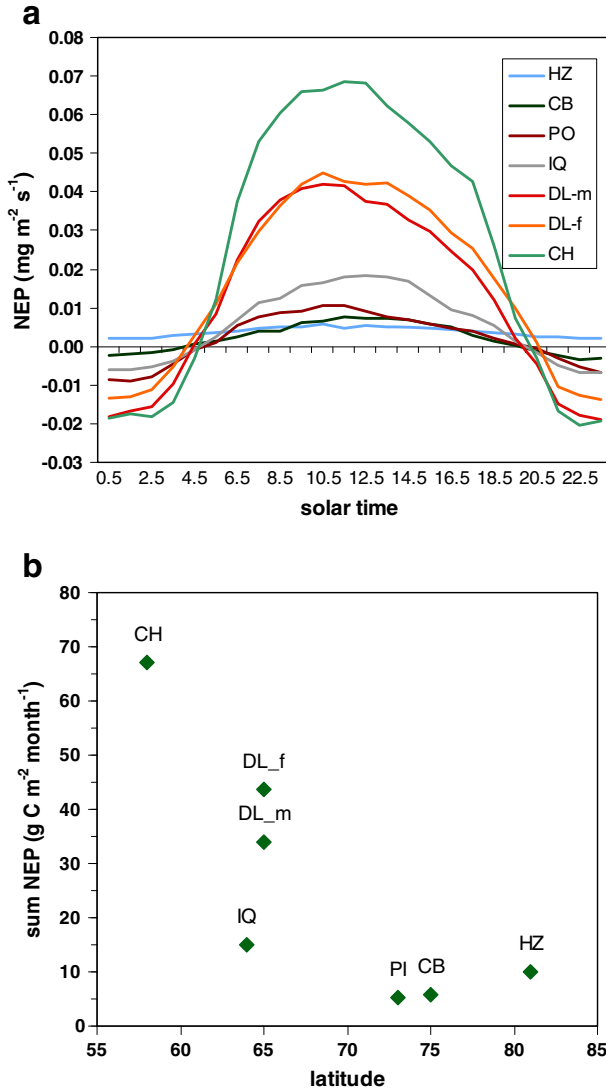 a
0.08
0.07
0.06
0.05
0.04
0.03
0.02
0.01
0.00
-0.01
-0.02
-0.03
NEP (mg m⁻² s⁻¹)
HZ
CB
PO
IQ
DL-m
DL-f
CH
0.5 2.5 4.5 6.5 8.5 10.5 12.5 14.5 16.5 18.5 20.5 22.5
solar time
b
80
70
60
50
40
30
20
10
0
sum NEP (g C m⁻² month⁻¹)
CH
DL_f
DL_m
IQ
PI
CB
HZ
55 60 65 70 75 80 85
latitude